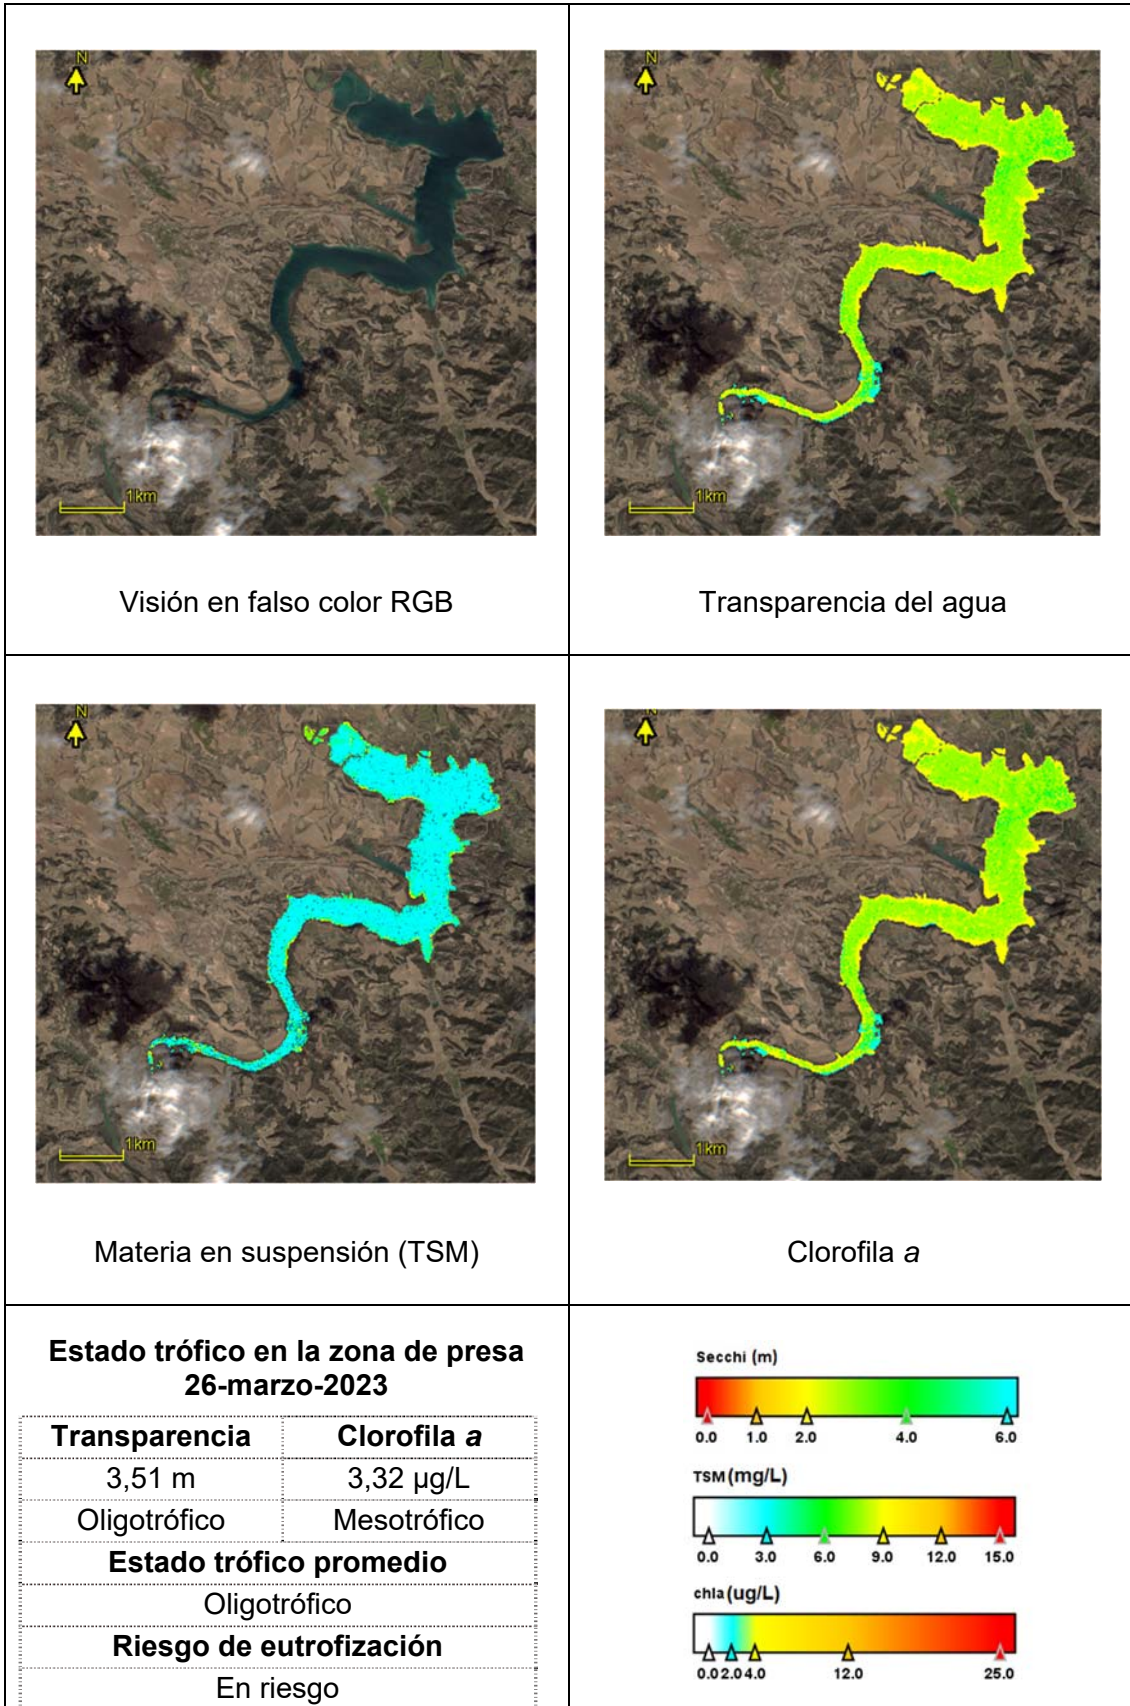 N
1km
Visión en falso color RGB
N
1km
Transparencia del agua
N
1km
Materia en suspensión (TSM)
N
1km
Clorofila a
Estado trófico en la zona de presa
26-marzo-2023
Transparencia Clorofila a
3,51 m 3,32 µg/L
Oligotrófico Mesotrófico
Estado trófico promedio
Oligotrófico
Riesgo de eutrofización
En riesgo
Secchi (m)
0.0 1.0 2.0 4.0 6.0
TSM (mg/L)
0.0 3.0 6.0 9.0 12.0 15.0
chla (ug/L)
0.0 2.0 4.0 12.0 25.0